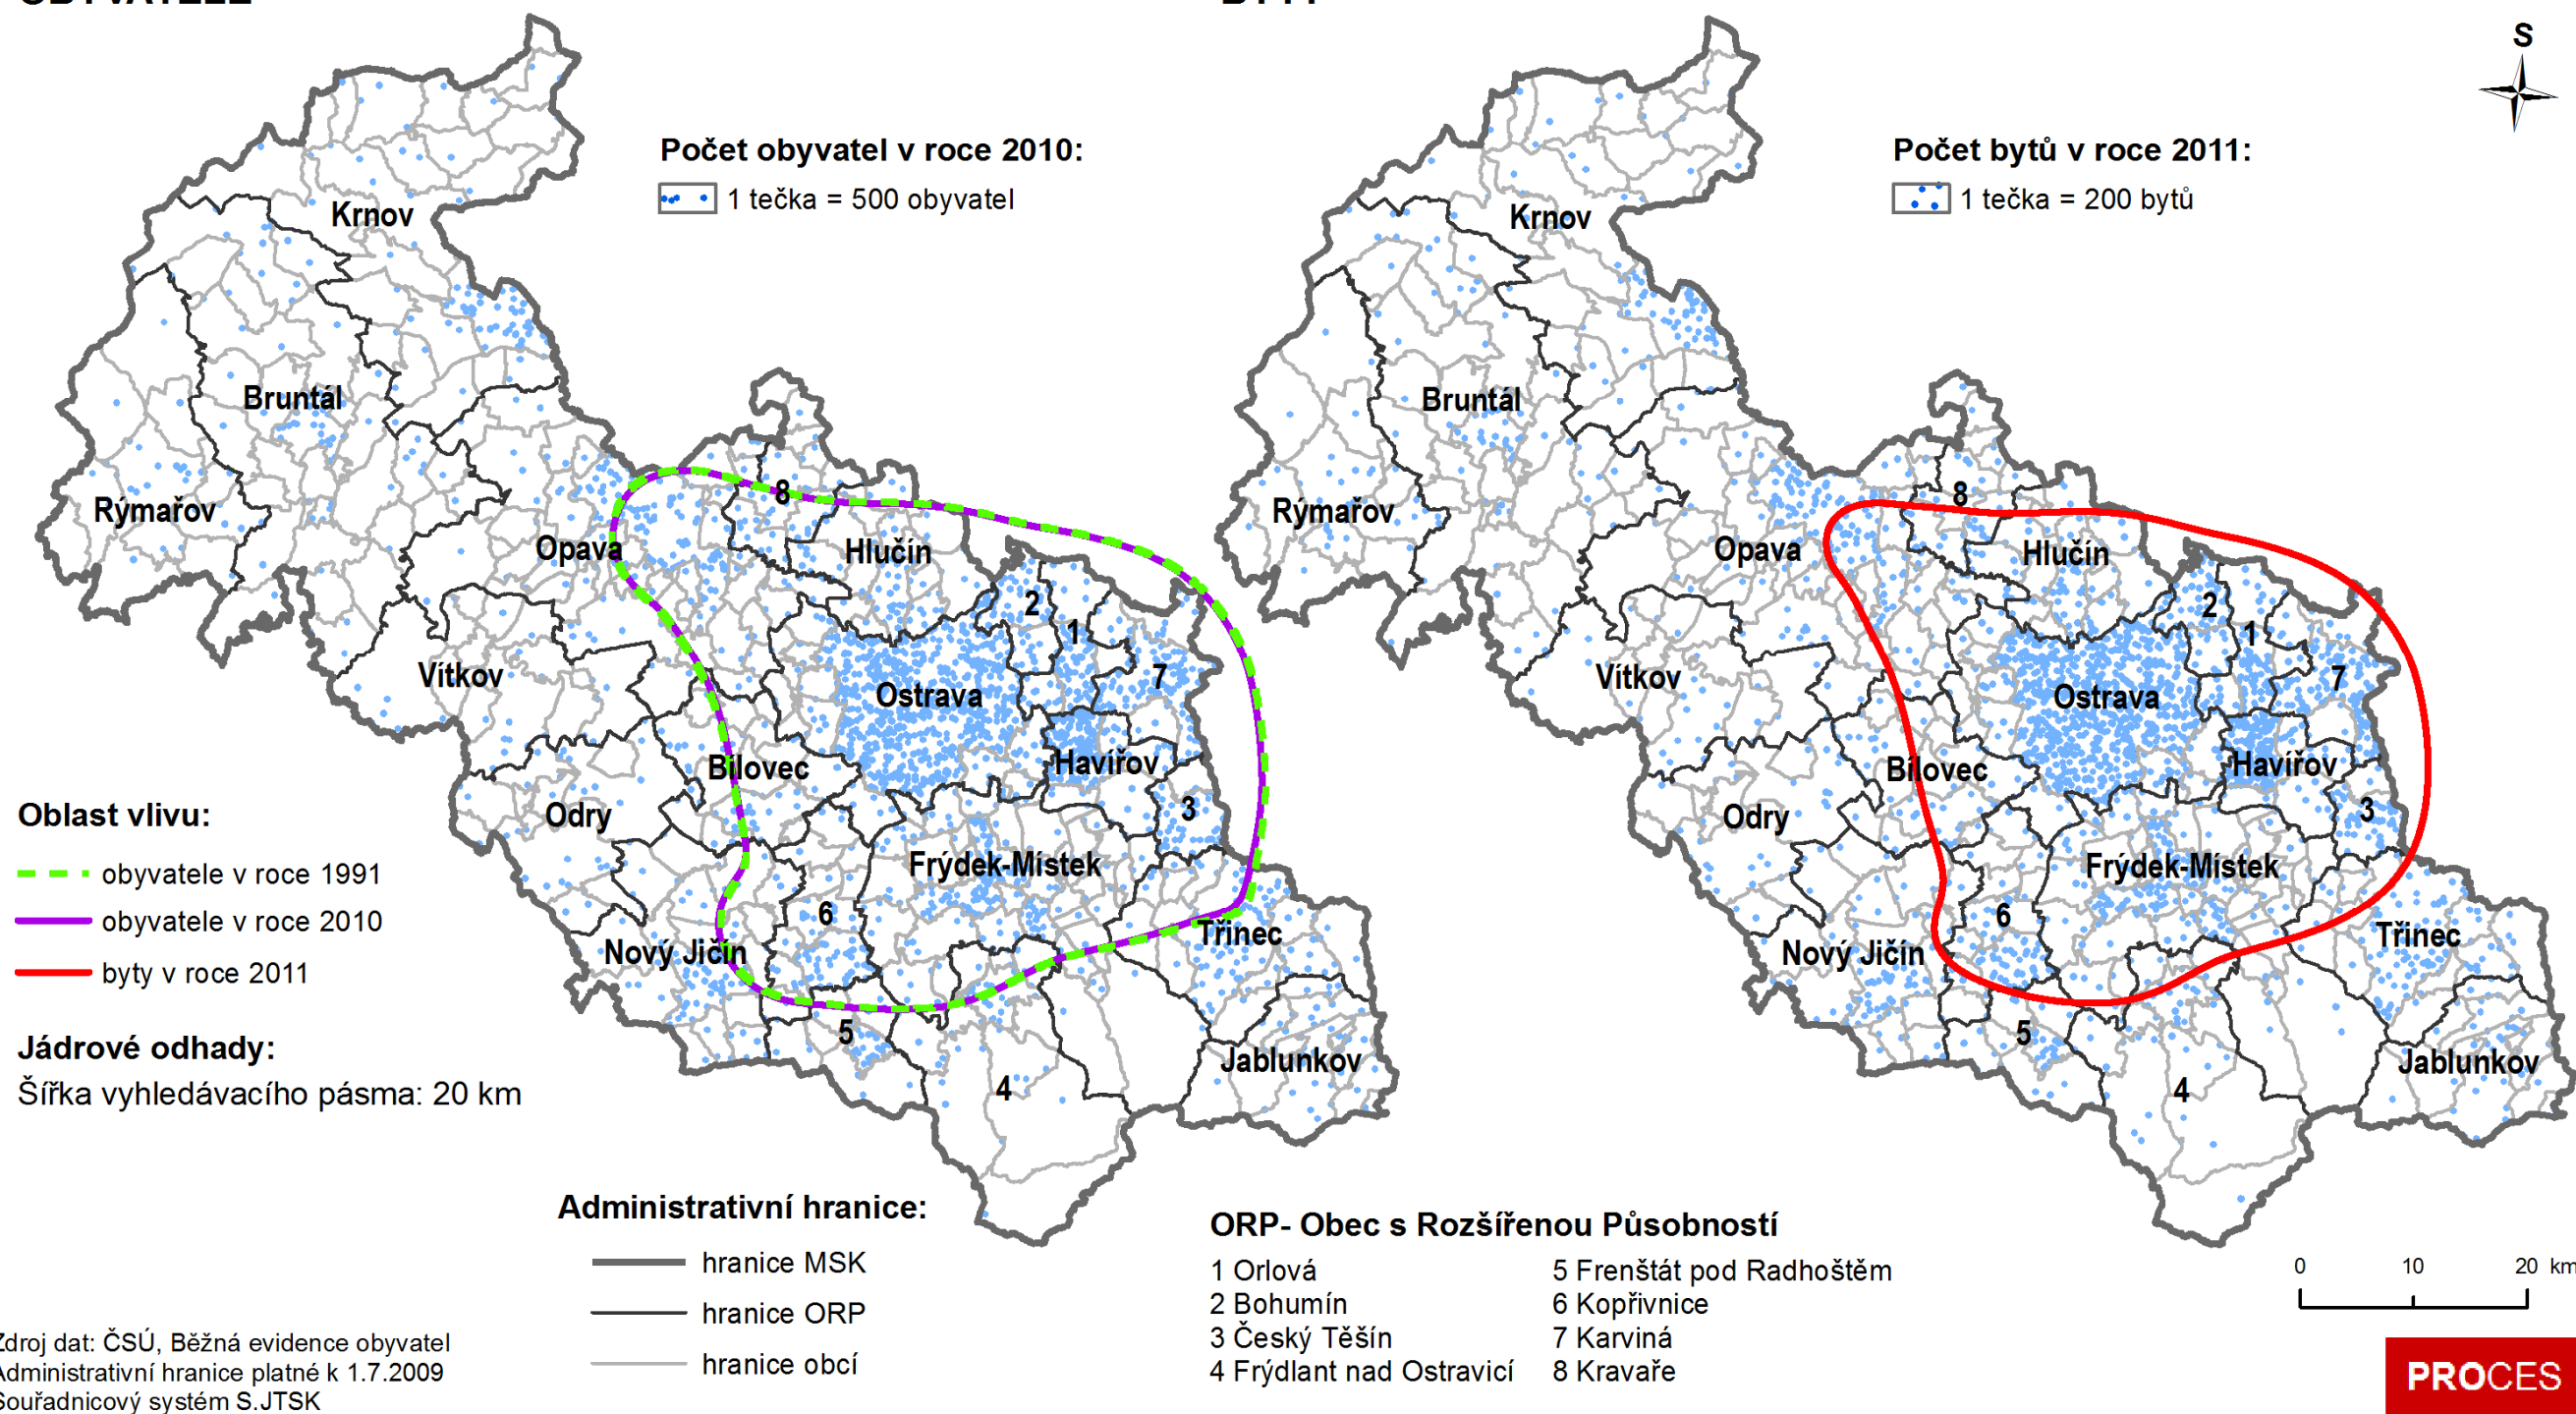 S
Počet obyvatel v roce 2010:
1 tečka = 500 obyvatel
Počet bytů v roce 2011:
1 tečka = 200 bytů
Krnov
Bruntál
Rýmařov
Opava
8
Hlučín
2
1
Vítkov
Ostrava
7
Bílovec
Havířov
Odry
3
Frýdek-Místek
6
Nový Jičín
Třinec
5
4
Jablunkov
Krnov
Bruntál
Rýmařov
Opava
8
Hlučín
2
1
Vítkov
Ostrava
7
Bílovec
Havířov
Odry
3
Frýdek-Místek
6
Nový Jičín
Třinec
5
4
Jablunkov
Oblast vlivu:
obyvatele v roce 1991
obyvatele v roce 2010
byty v roce 2011
Jádrové odhady:
Šířka vyhledávacího pásma: 20 km
Administrativní hranice:
hranice MSK
hranice ORP
hranice obcí
ORP- Obec s Rozšířenou Působností
1 Orlová
2 Bohumín
3 Český Těšín
4 Frýdlant nad Ostravicí
5 Frenštát pod Radhoštěm
6 Kopřivnice
7 Karviná
8 Kravaře
0 10 20 km
Zdroj dat: ČSÚ, Běžná evidence obyvatel
Administrativní hranice platné k 1.7.2009
Souřadnicový systém S.JTSK
PROCES